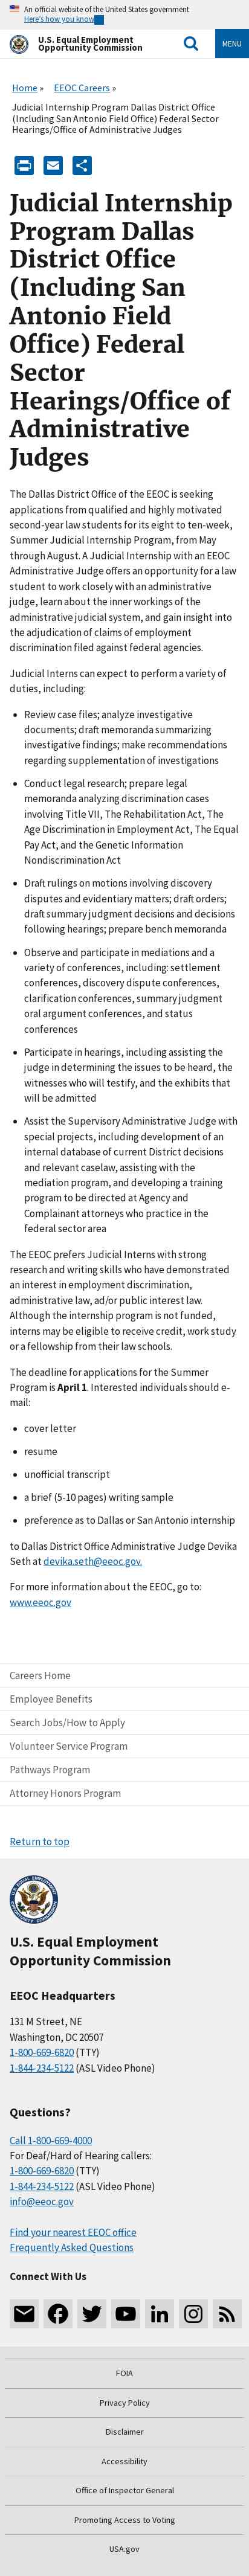 An official website of the United States government
Here's how you know
U.S. Equal Employment
Opportunity Commission
MENU
Home » EEOC Careers »
Judicial Internship Program Dallas District Office
(Including San Antonio Field Office) Federal Sector
Hearings/Office of Administrative Judges
Judicial Internship
Program Dallas
District Office
(Including San
Antonio Field
Office) Federal
Sector
Hearings/Office of
Administrative
Judges
The Dallas District Office of the EEOC is seeking
applications from qualified and highly motivated
second-year law students for its eight to ten-week,
Summer Judicial Internship Program, from May
through August. A Judicial Internship with an EEOC
Administrative Judge offers an opportunity for a law
student to work closely with an administrative
judge, learn about the inner workings of the
administrative judicial system, and gain insight into
the impact of claims of employment
discrimination filed against federal agencies.
Judicial Interns can expect to perform a variety of
duties, including:
• Review case files; analyze investigative
documents; draft memoranda summarizing
investigative findings; make recommendations
regarding supplementation of investigations
• Conduct legal research; prepare legal
memoranda analyzing discrimination cases
involving Title VII, The Rehabilitation Act, The
Age Discrimination in Employment Act, The Equal
Pay Act, and the Genetic Information
Nondiscrimination Act
• Draft rulings on motions involving discovery
disputes and evidentiary matters; draft orders;
draft summary judgment decisions and decisions
following hearings; prepare bench memoranda
• Observe and participate in mediations and a
variety of conferences, including: settlement
conferences, discovery dispute conferences,
clarification conferences, summary judgment
oral argument conferences, and status
conferences
• Participate in hearings, including assisting the
judge in determining the issues to be heard, the
witnesses who will testify, and the exhibits that
will be admitted
• Assist the Supervisory Administrative Judge with
special projects, including development of an
internal database of current District decisions
and relevant caselaw, assisting with the
mediation program, and developing a training
program to be directed at Agency and
Complainant attorneys who practice in the
federal sector area
The EEOC prefers Judicial Interns with strong
research and writing skills who have demonstrated
an interest in employment discrimination,
administrative law, ad/or public interest law.
Although the internship program is not funded,
interns may be eligible to receive credit, work study
or a fellowship from their law schools.
The deadline for applications for the Summer
Program is April 1. Interested individuals should e-
mail:
• cover letter
• resume
• unofficial transcript
• a brief (5-10 pages) writing sample
• preference as to Dallas or San Antonio internship
to Dallas District Office Administrative Judge Devika
Seth at devika.seth@eeoc.gov.
For more information about the EEOC, go to:
www.eeoc.gov
Careers Home
Employee Benefits
Search Jobs/How to Apply
Volunteer Service Program
Pathways Program
Attorney Honors Program
Return to top
U.S. Equal Employment
Opportunity Commission
EEOC Headquarters
131 M Street, NE
Washington, DC 20507
1-800-669-6820 (TTY)
1-844-234-5122 (ASL Video Phone)
Questions?
Call 1-800-669-4000
For Deaf/Hard of Hearing callers:
1-800-669-6820 (TTY)
1-844-234-5122 (ASL Video Phone)
info@eeoc.gov
Find your nearest EEOC office
Frequently Asked Questions
Connect With Us
FOIA
Privacy Policy
Disclaimer
Accessibility
Office of Inspector General
Promoting Access to Voting
USA.gov